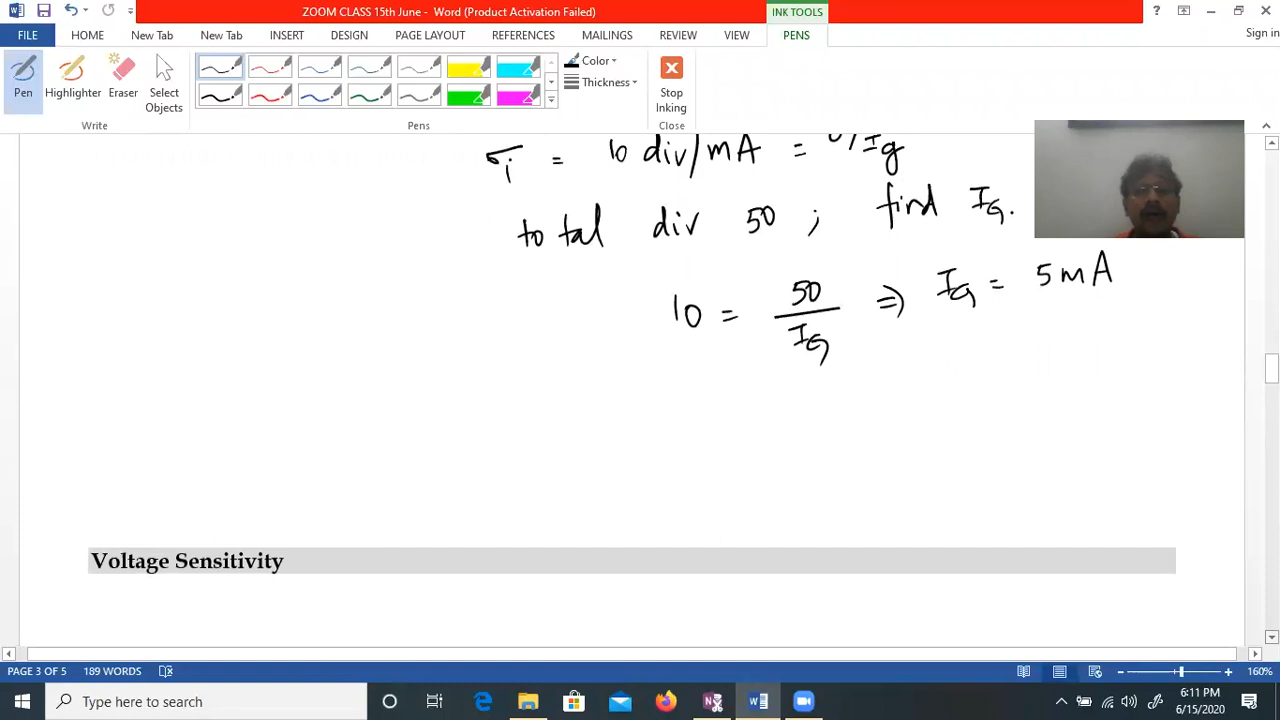 ZOOM CLASS 15th June - Word (Product Activation Failed)
INK TOOLS
?
FILE HOME New Tab New Tab INSERT DESIGN PAGE LAYOUT REFERENCES MAILINGS REVIEW VIEW PENS Sign in
Pen Highlighter Eraser Select Objects
Color
Thickness
Stop Inking
Write Pens Close
σi = 10 div/mA = θ/Ig
total div 50 ; find IG.
10 = 50/IG ⇒ IG = 5mA
Voltage Sensitivity
PAGE 3 OF 5 189 WORDS 160%
Type here to search
6:11 PM
6/15/2020